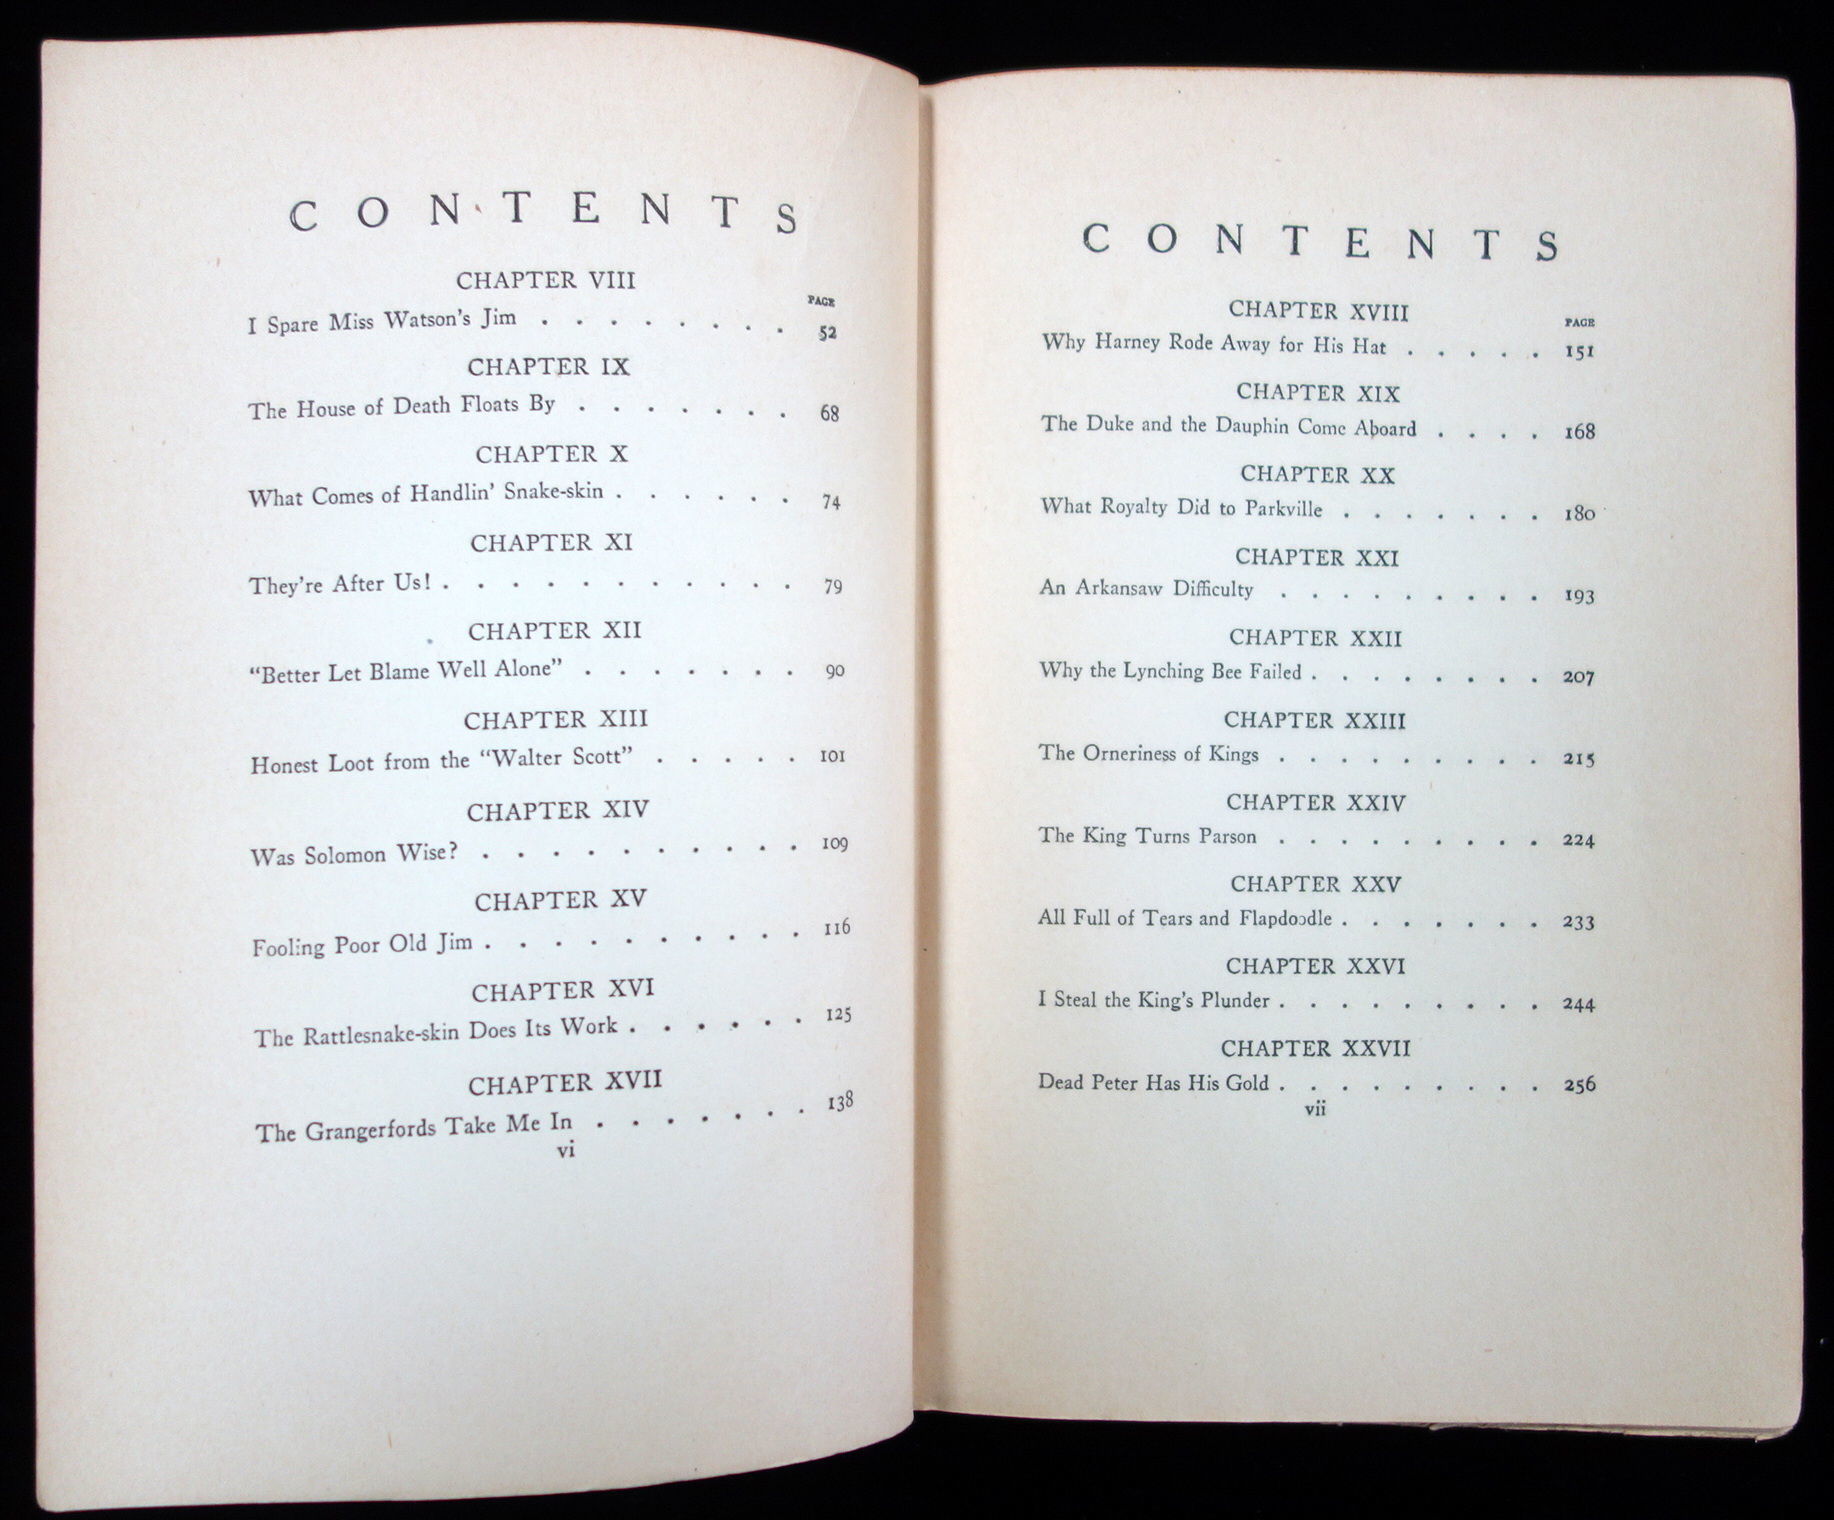 CONTENTS
CHAPTER VIII
PAGE
I Spare Miss Watson's Jim . . . . . . . . 52
CHAPTER IX
The House of Death Floats By . . . . . . . 68
CHAPTER X
What Comes of Handlin' Snake-skin . . . . . . 74
CHAPTER XI
They're After Us! . . . . . . . . . . . 79
CHAPTER XII
“Better Let Blame Well Alone” . . . . . . . 90
CHAPTER XIII
Honest Loot from the “Walter Scott” . . . . . 101
CHAPTER XIV
Was Solomon Wise? . . . . . . . . . . 109
CHAPTER XV
Fooling Poor Old Jim . . . . . . . . . . 116
CHAPTER XVI
The Rattlesnake-skin Does Its Work . . . . . . 125
CHAPTER XVII
The Grangerfords Take Me In . . . . . . . 138
vi
CONTENTS
CHAPTER XVIII
PAGE
Why Harney Rode Away for His Hat . . . . . 151
CHAPTER XIX
The Duke and the Dauphin Come Aboard . . . . 168
CHAPTER XX
What Royalty Did to Parkville . . . . . . . 180
CHAPTER XXI
An Arkansaw Difficulty . . . . . . . . . 193
CHAPTER XXII
Why the Lynching Bee Failed . . . . . . . . 207
CHAPTER XXIII
The Orneriness of Kings . . . . . . . . . 215
CHAPTER XXIV
The King Turns Parson . . . . . . . . . 224
CHAPTER XXV
All Full of Tears and Flapdoodle . . . . . . . 233
CHAPTER XXVI
I Steal the King's Plunder . . . . . . . . . 244
CHAPTER XXVII
Dead Peter Has His Gold . . . . . . . . . 256
vii